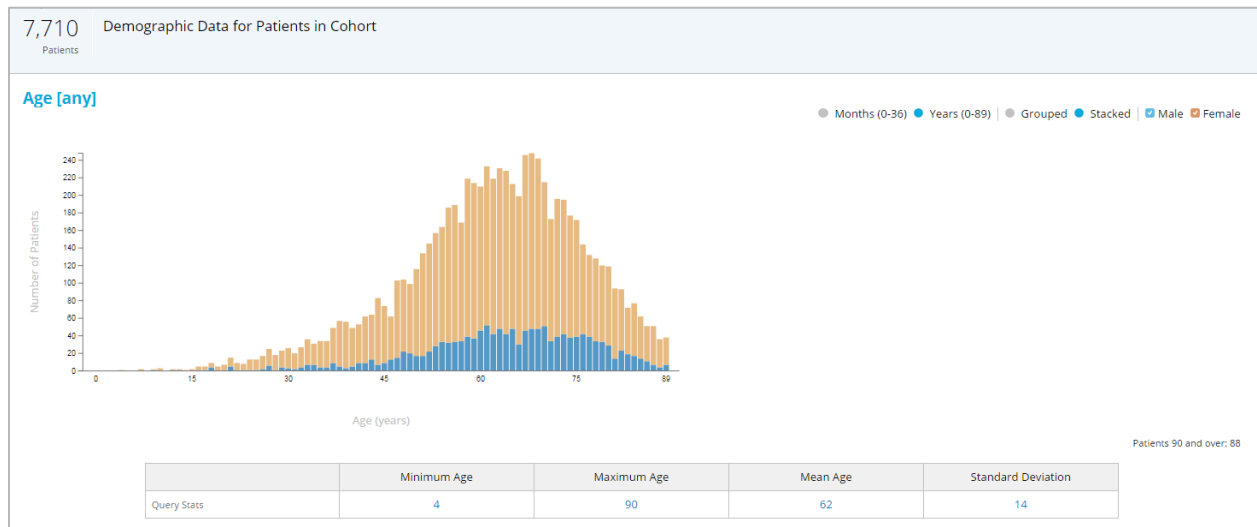 7,710
Patients
Demographic Data for Patients in Cohort
Age [any]
Months (0-36) Years (0-89) Grouped Stacked Male Female
Number of Patients
240
220
200
180
160
140
120
100
80
60
40
20
0
0 15 30 45 60 75 89
Age (years)
Patients 90 and over: 88
Minimum Age Maximum Age Mean Age Standard Deviation
Query Stats 4 90 62 14